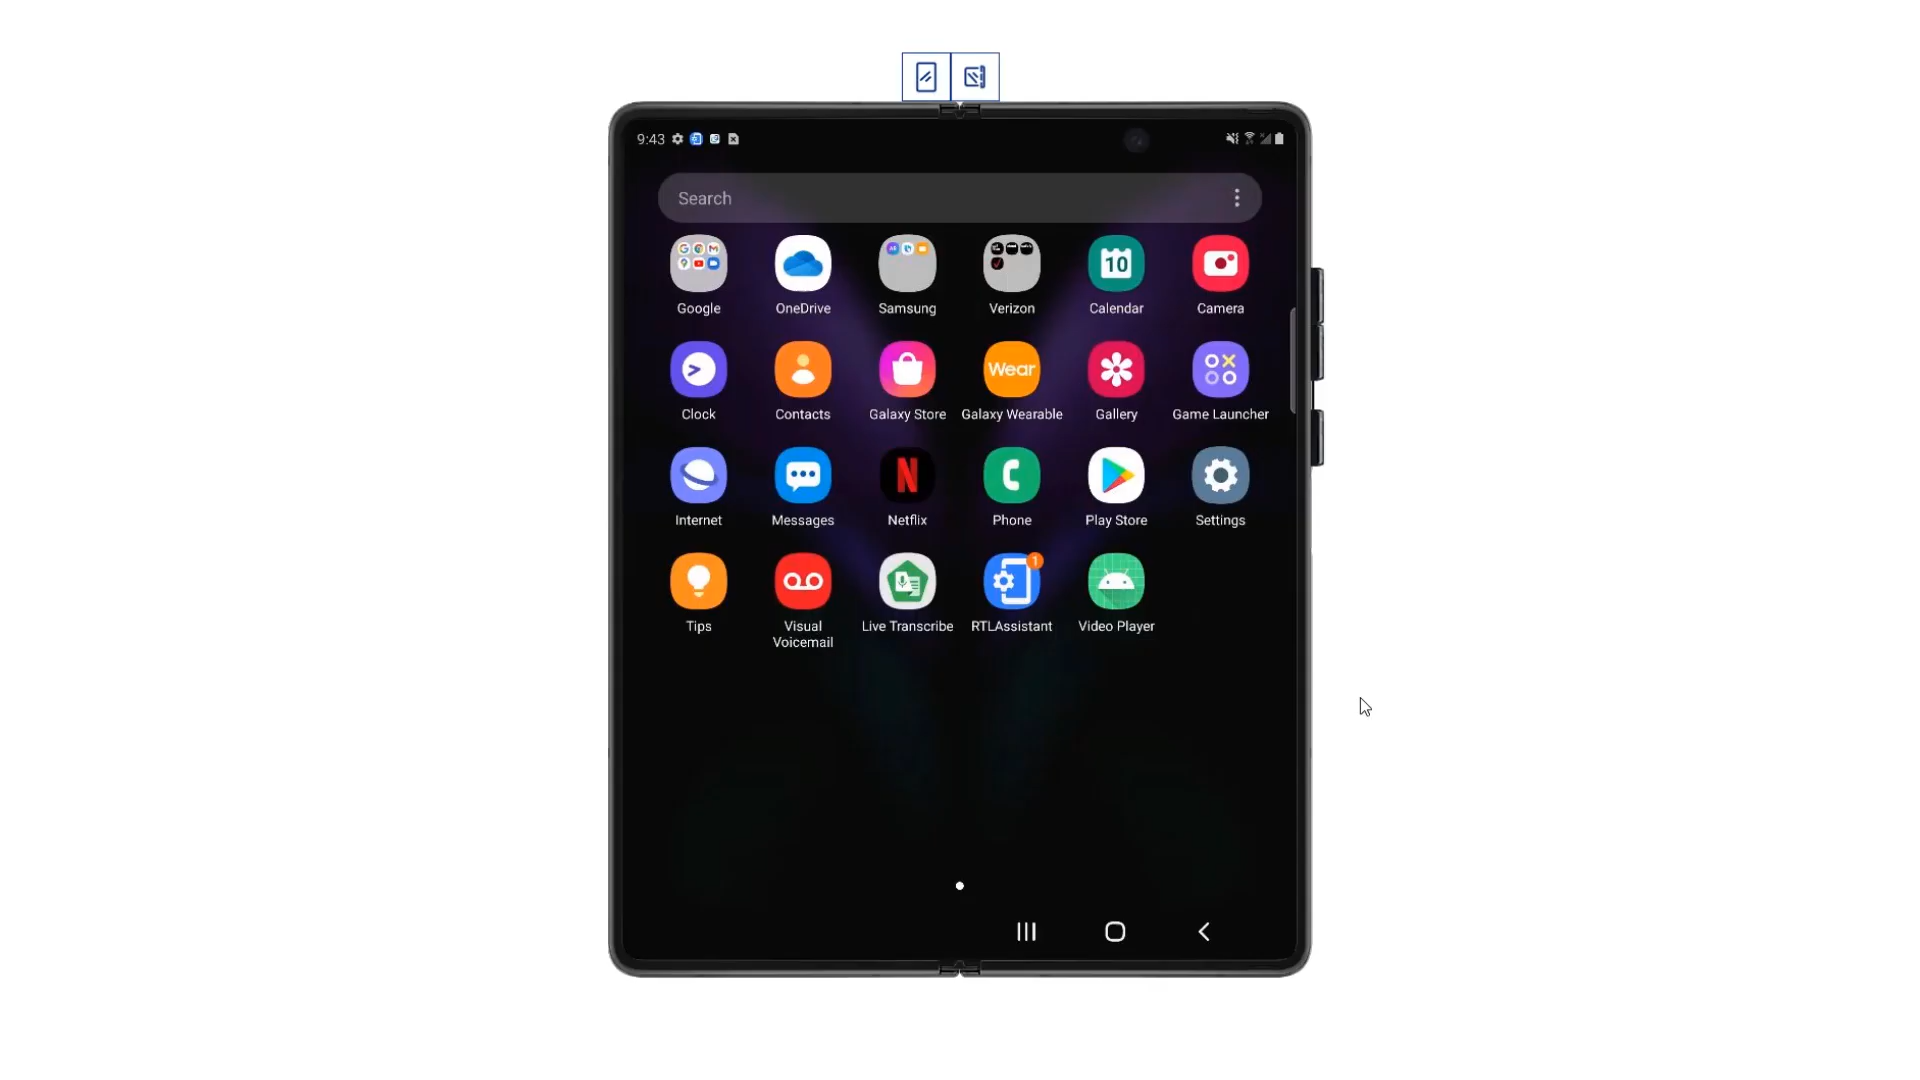 9:43
Search
Google OneDrive Samsung Verizon Calendar Camera
10
Wear
Clock Contacts Galaxy Store Galaxy Wearable Gallery Game Launcher
N
Internet Messages Netflix Phone Play Store Settings
1
Tips Visual Voicemail Live Transcribe RTLAssistant Video Player